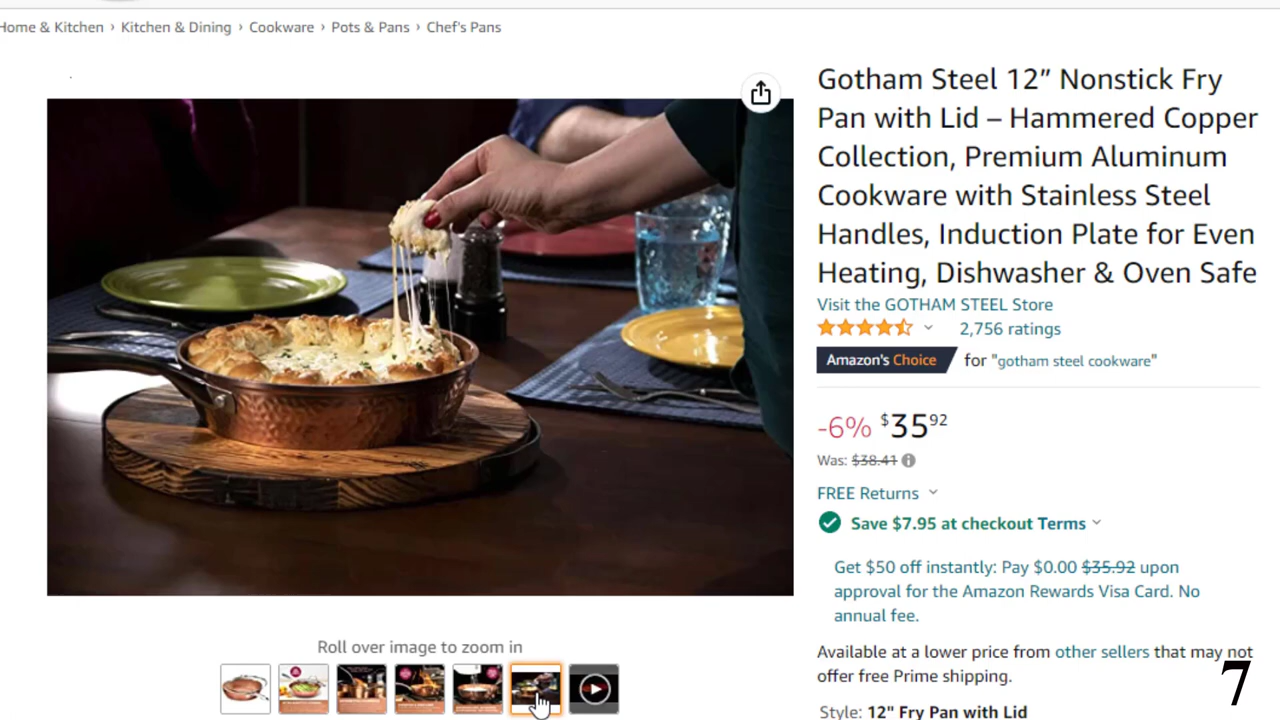 Home & Kitchen › Kitchen & Dining › Cookware › Pots & Pans › Chef's Pans
Gotham Steel 12” Nonstick Fry
Pan with Lid – Hammered Copper
Collection, Premium Aluminum
Cookware with Stainless Steel
Handles, Induction Plate for Even
Heating, Dishwasher & Oven Safe
Visit the GOTHAM STEEL Store
2,756 ratings
Amazon's Choice for "gotham steel cookware"
-6% $35 92
Was: $38.41
FREE Returns
Save $7.95 at checkout Terms
Get $50 off instantly: Pay $0.00 $35.92 upon
approval for the Amazon Rewards Visa Card. No
annual fee.
Available at a lower price from other sellers that may not
offer free Prime shipping.
Style: 12" Fry Pan with Lid
Roll over image to zoom in
7